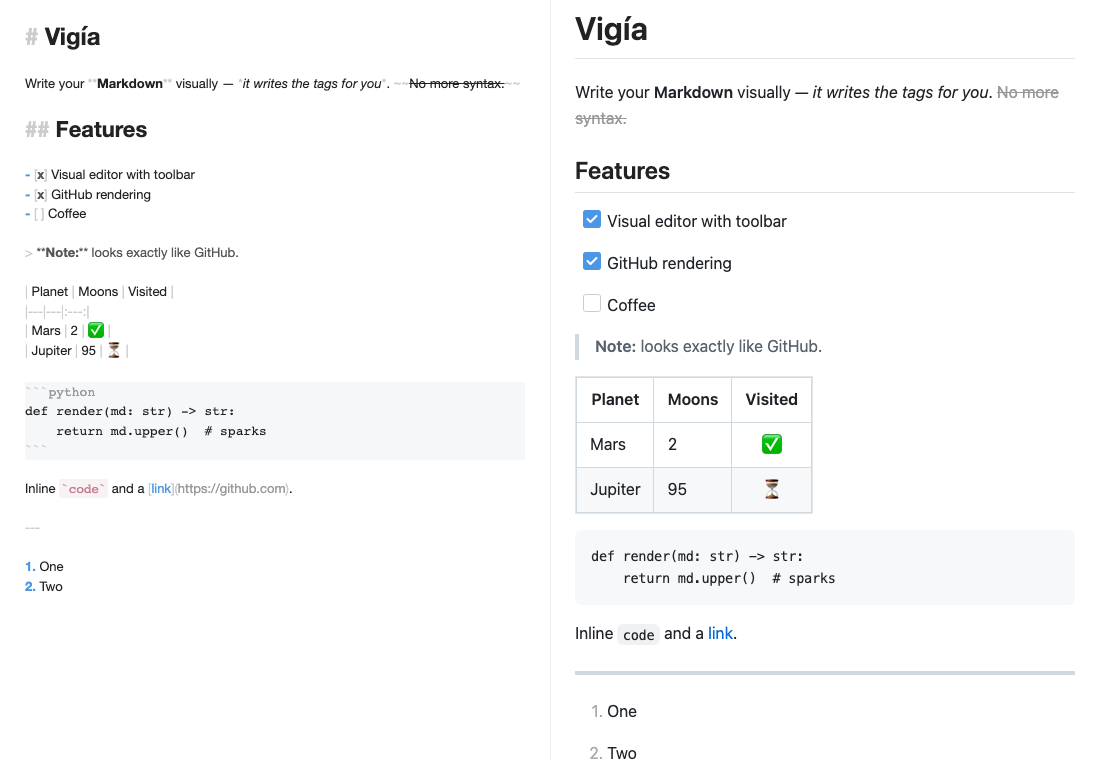 # Vigía
Write your **Markdown** visually — *it writes the tags for you*. ~~No more syntax.~~
## Features
- [x] Visual editor with toolbar
- [x] GitHub rendering
- [ ] Coffee
> **Note:** looks exactly like GitHub.
| Planet | Moons | Visited |
|---|---|:---:|
| Mars | 2 | ✅ |
| Jupiter | 95 | ⏳ |
```python
def render(md: str) -> str:
    return md.upper()  # sparks
```
Inline `code` and a [link](https://github.com).
---
1. One
2. Two
Vigía
Write your Markdown visually — it writes the tags for you. No more
syntax.
Features
Visual editor with toolbar
GitHub rendering
Coffee
Note: looks exactly like GitHub.
Planet Moons Visited
Mars 2 ✅
Jupiter 95 ⏳
def render(md: str) -> str:
    return md.upper()  # sparks
Inline code and a link.
1. One
2. Two